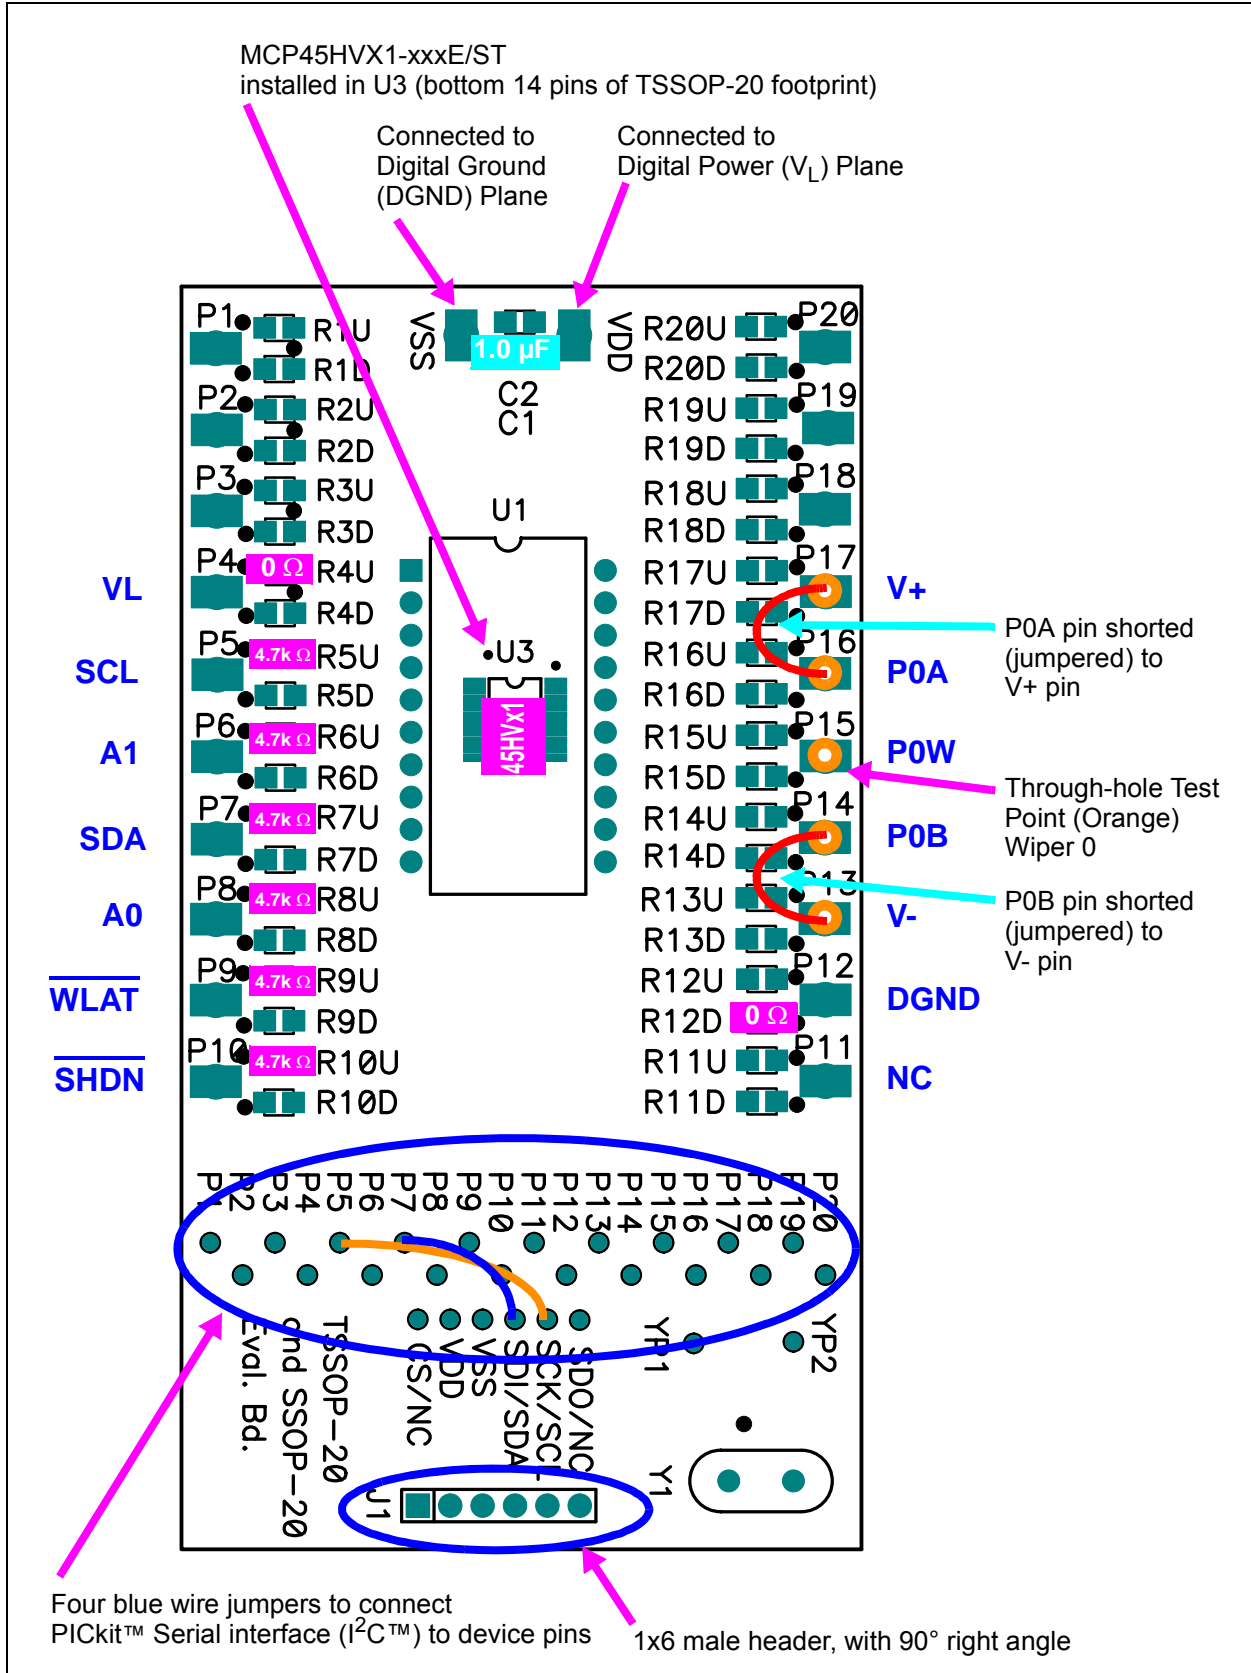 MCP45HVX1-xxxE/ST
installed in U3 (bottom 14 pins of TSSOP-20 footprint)
Connected to
Digital Ground
(DGND) Plane
Connected to
Digital Power (VL) Plane
P1
R1U
R1D
VSS
1.0 µF
VDD
C2
C1
R20U
R20D
P20
P2
R2U
R2D
R19U
R19D
P19
P3
R3U
R3D
R18U
R18D
P18
U1
VL
P4
0 Ω
R4U
R4D
R17U
R17D
P17
V+
SCL
P5
4.7k Ω
R5U
R5D
R16U
R16D
P16
P0A
P0A pin shorted
(jumpered) to
V+ pin
U3
45HVx1
A1
P6
4.7k Ω
R6U
R6D
R15U
R15D
P15
P0W
Through-hole Test
Point (Orange)
Wiper 0
SDA
P7
4.7k Ω
R7U
R7D
R14U
R14D
P14
P0B
P0B pin shorted
(jumpered) to
V- pin
A0
P8
4.7k Ω
R8U
R8D
R13U
R13D
P13
V-
WLAT
P9
4.7k Ω
R9U
R9D
R12U
R12D
0 Ω
P12
DGND
SHDN
P10
4.7k Ω
R10U
R10D
R11U
R11D
P11
NC
P1
P2
P3
P4
P5
P6
P7
P8
P9
P10
P11
P12
P13
P14
P15
P16
P17
P18
P19
P20
TSSOP-20
and SSOP-20
Eval. Bd.
CS/NC
VDD
VSS
SDI/SDA
SCK/SCL
SDO/NC
YP1
YP2
J1
Y1
Four blue wire jumpers to connect
PICkit™ Serial interface (I²C™) to device pins
1x6 male header, with 90° right angle